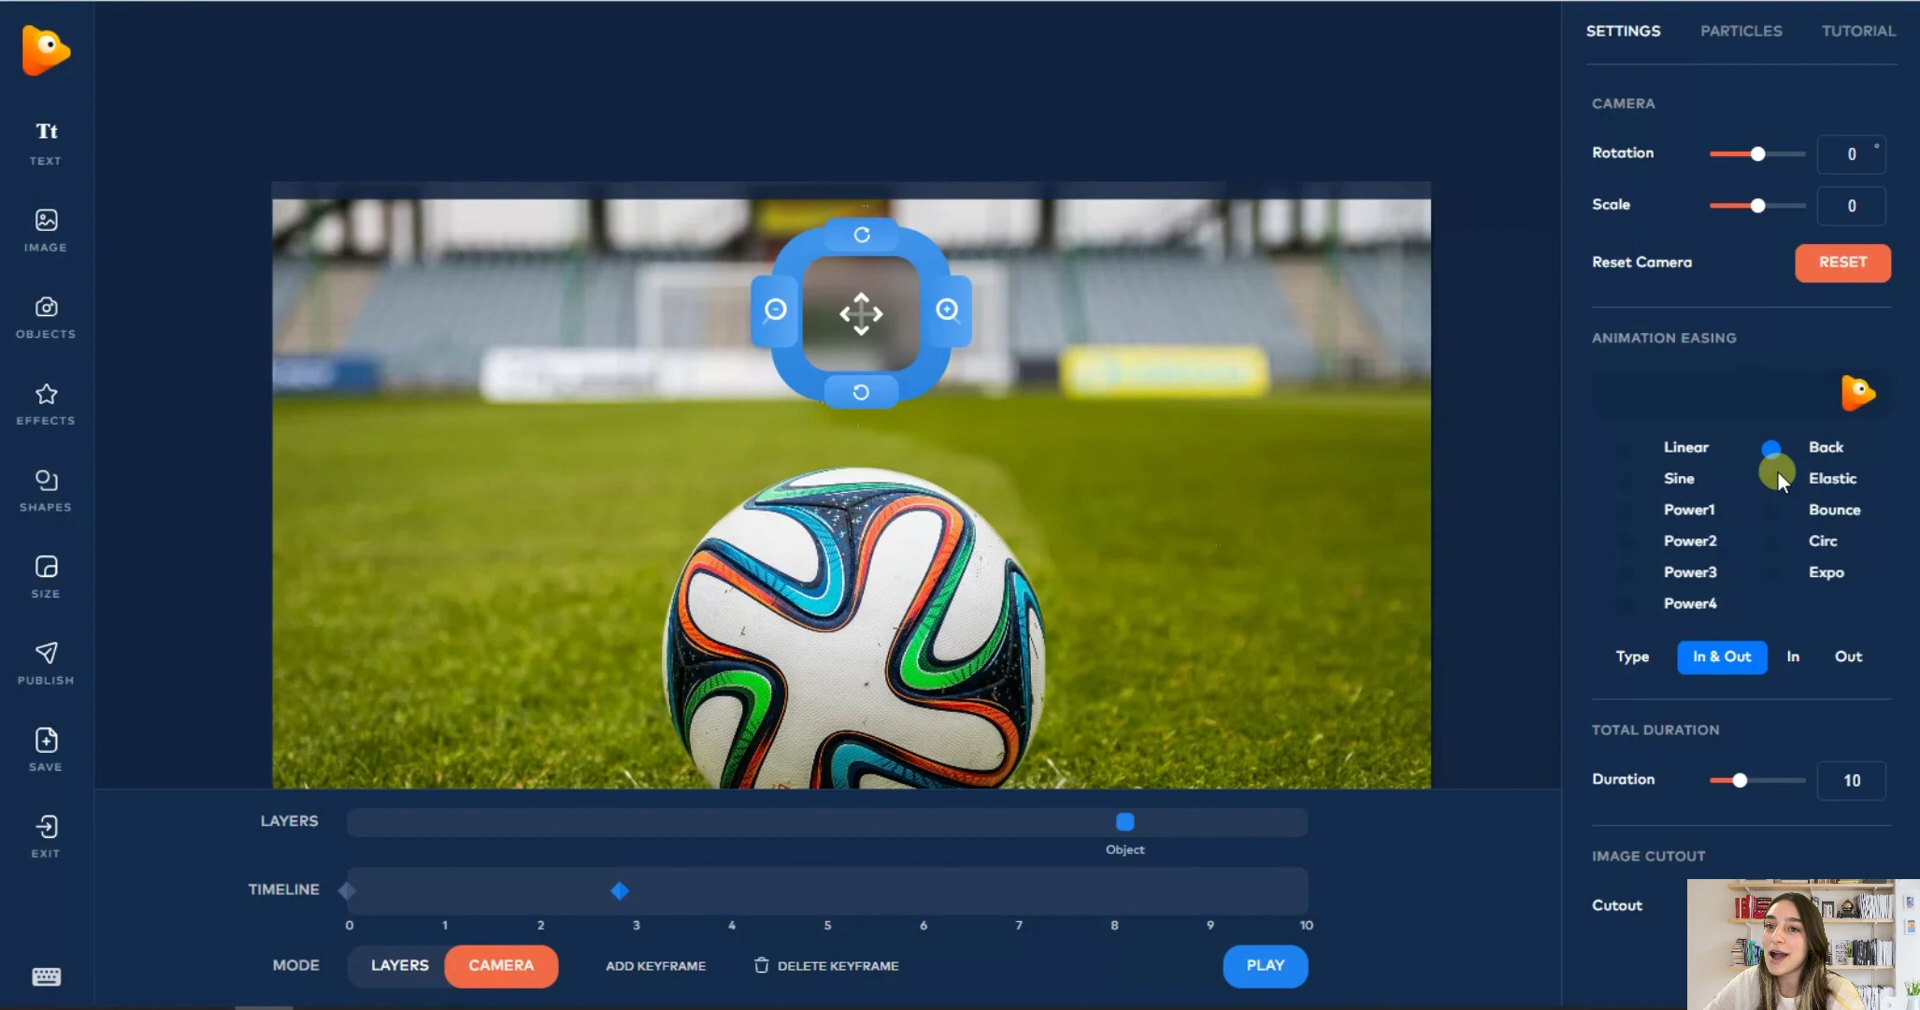 SETTINGS PARTICLES TUTORIAL
Tt
TEXT
IMAGE
OBJECTS
EFFECTS
SHAPES
SIZE
PUBLISH
SAVE
EXIT
CAMERA
Rotation 0 °
Scale 0
Reset Camera RESET
ANIMATION EASING
Linear Back
Sine Elastic
Power1 Bounce
Power2 Circ
Power3 Expo
Power4
Type In & Out In Out
TOTAL DURATION
Duration 10
IMAGE CUTOUT
Cutout
LAYERS
Object
TIMELINE
0 1 2 3 4 5 6 7 8 9 10
MODE LAYERS CAMERA ADD KEYFRAME DELETE KEYFRAME PLAY